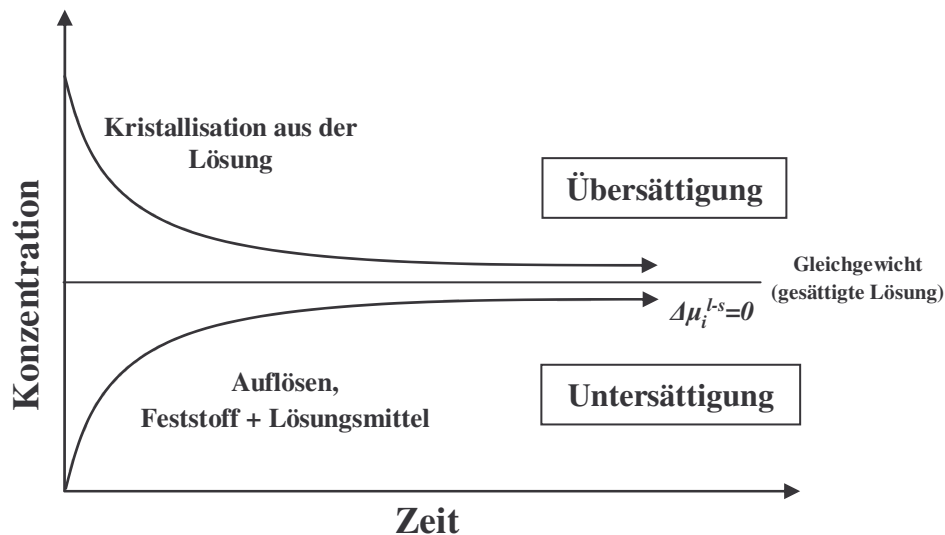 Kristallisation aus der
Lösung
Übersättigung
Konzentration
Gleichgewicht
(gesättigte Lösung)
Δμᵢˡ⁻ˢ=0
Auflösen,
Feststoff + Lösungsmittel
Untersättigung
Zeit